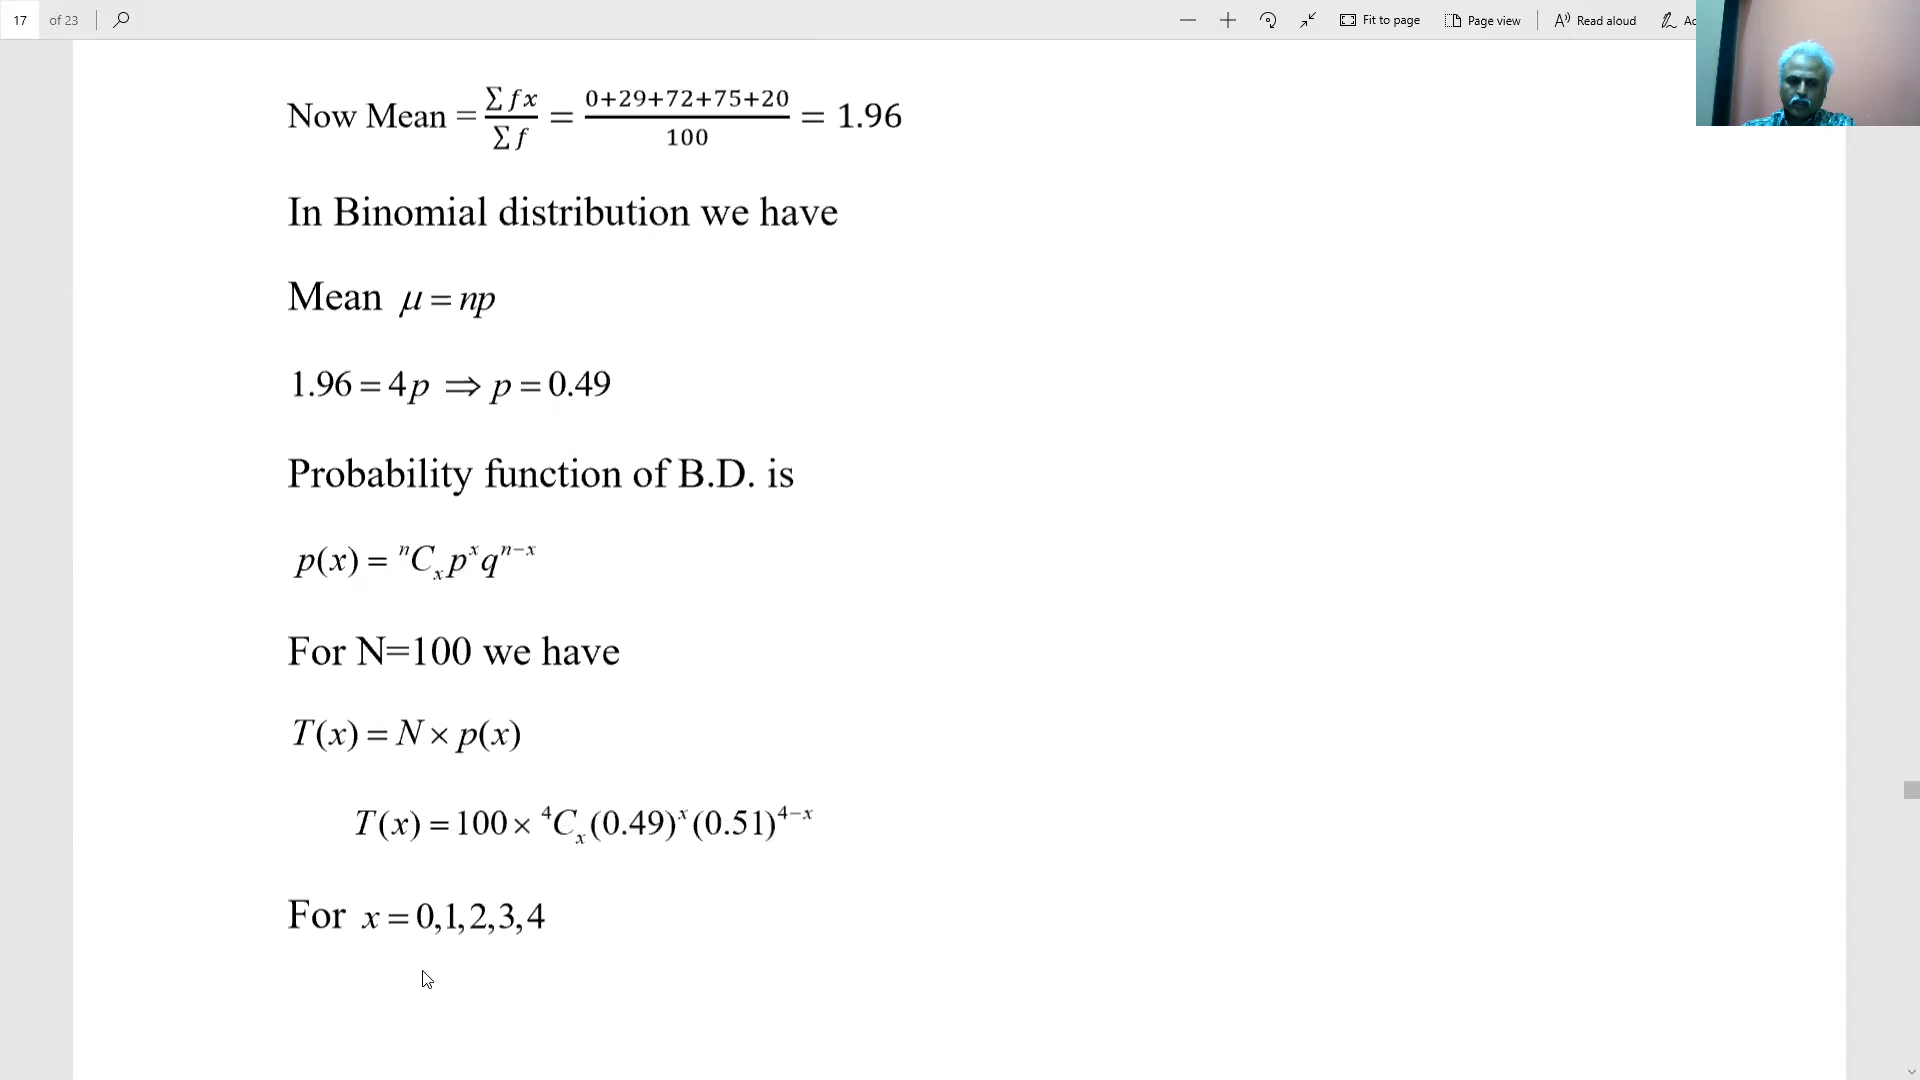 17 of 23 Fit to page Page view Read aloud
Now Mean = ∑fx/∑f = 0+29+72+75+20/100 = 1.96
In Binomial distribution we have
Mean μ = np
1.96 = 4p ⇒ p = 0.49
Probability function of B.D. is
p(x) = ⁿCₓ pˣ qⁿ⁻ˣ
For N=100 we have
T(x) = N × p(x)
T(x) = 100 × ⁴Cₓ (0.49)ˣ (0.51)⁴⁻ˣ
For x = 0,1,2,3,4